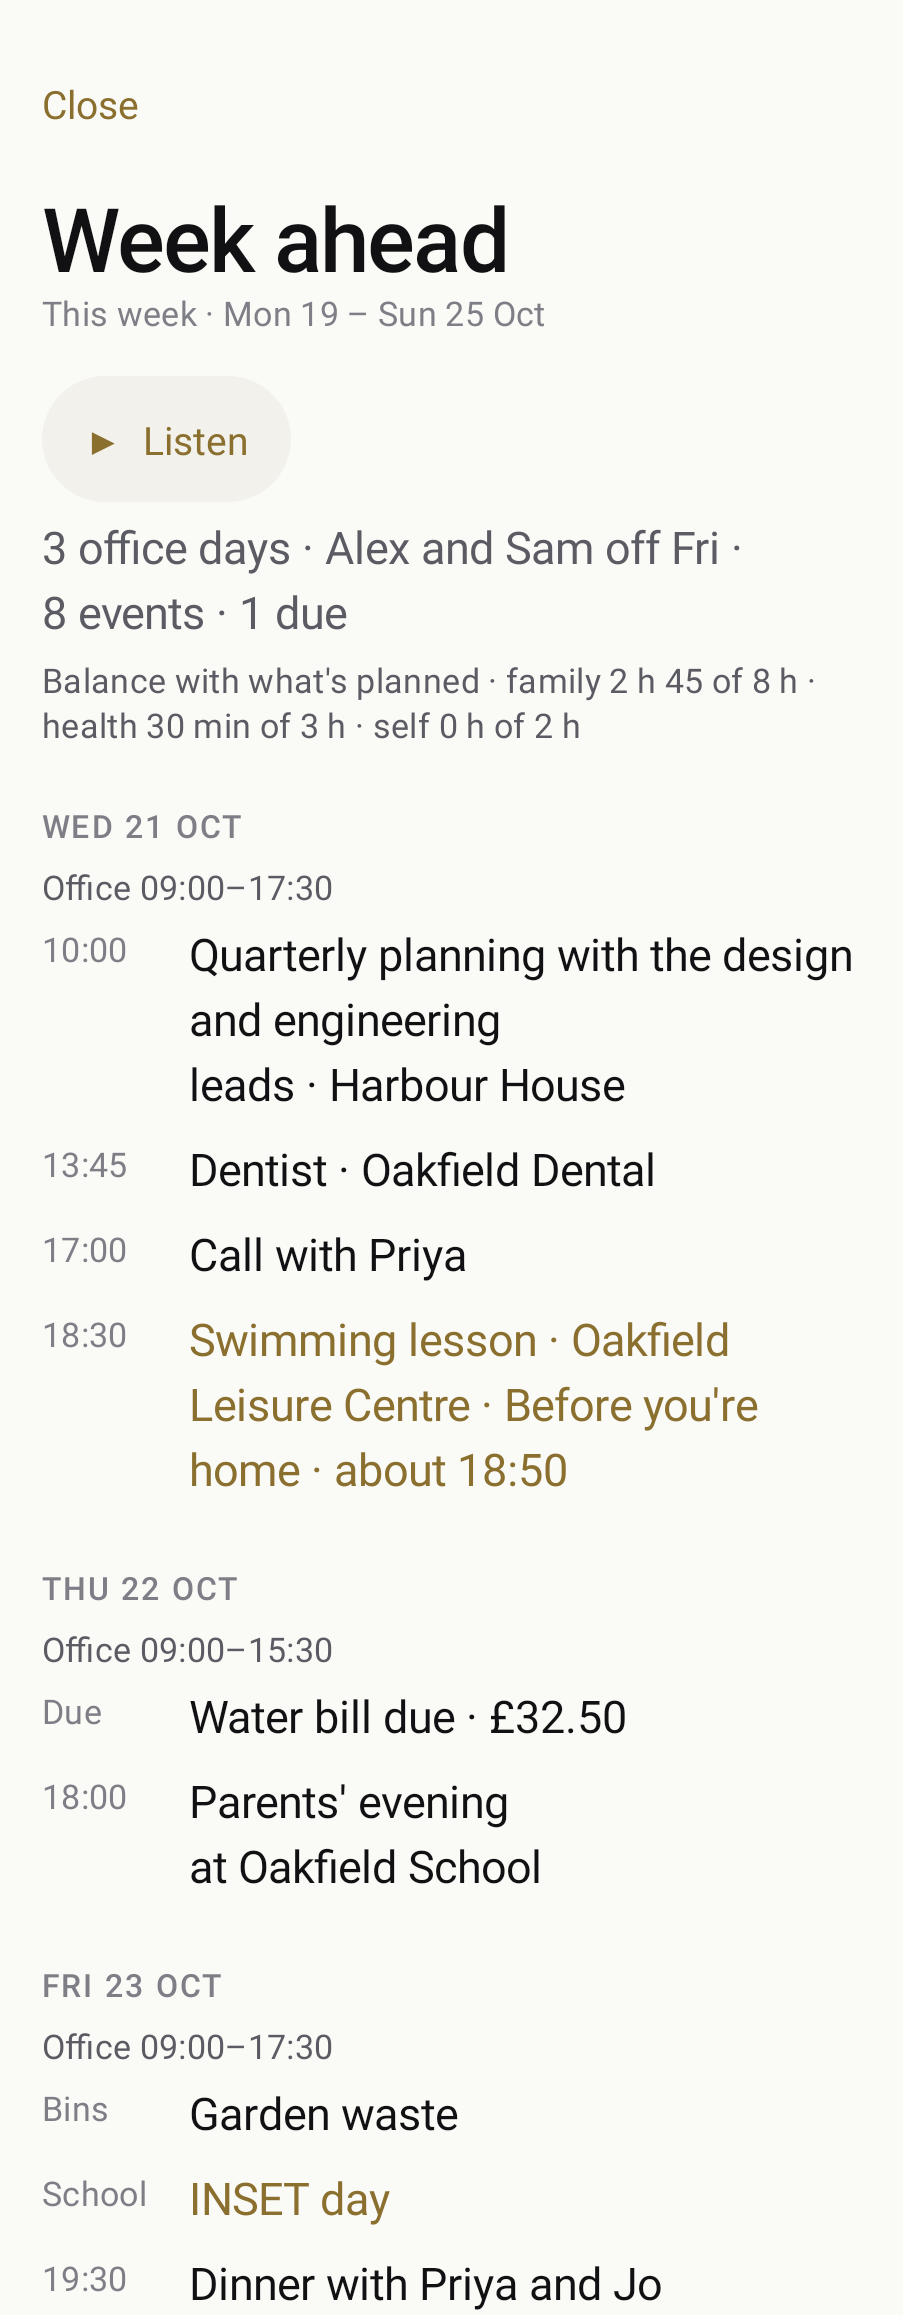 Close
Week ahead
This week · Mon 19 – Sun 25 Oct
▶ Listen
3 office days · Alex and Sam off Fri ·
8 events · 1 due
Balance with what's planned · family 2 h 45 of 8 h ·
health 30 min of 3 h · self 0 h of 2 h
WED 21 OCT
Office 09:00–17:30
10:00 Quarterly planning with the design
and engineering
leads · Harbour House
13:45 Dentist · Oakfield Dental
17:00 Call with Priya
18:30 Swimming lesson · Oakfield
Leisure Centre · Before you're
home · about 18:50
THU 22 OCT
Office 09:00–15:30
Due Water bill due · £32.50
18:00 Parents' evening
at Oakfield School
FRI 23 OCT
Office 09:00–17:30
Bins Garden waste
School INSET day
19:30 Dinner with Priya and Jo